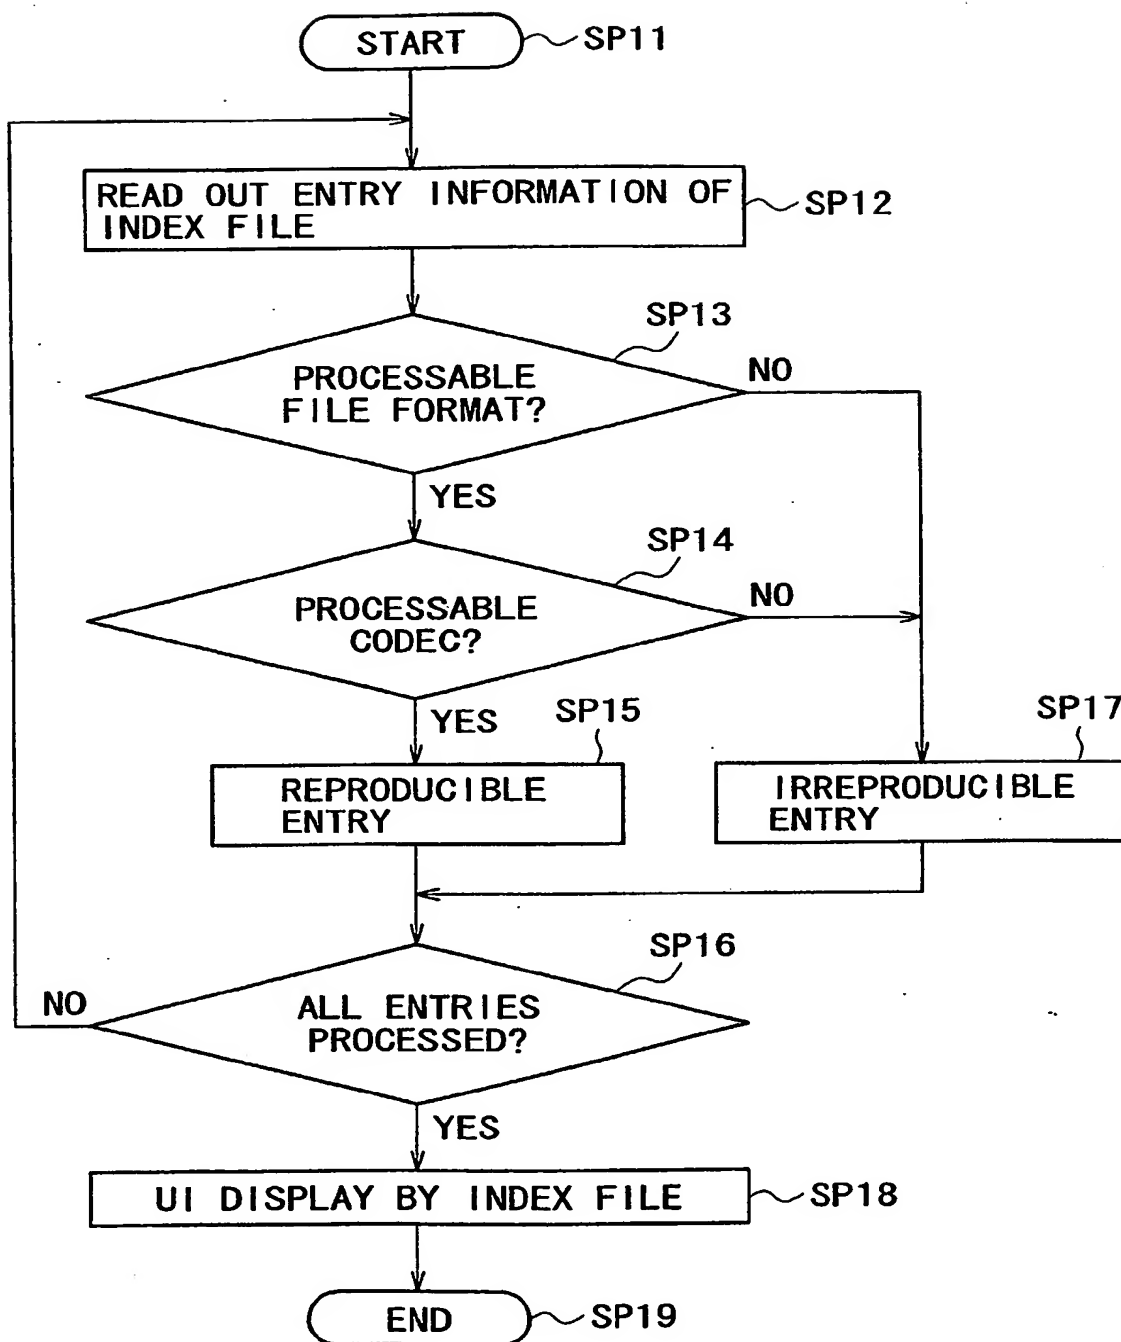 START
SP11
READ OUT ENTRY INFORMATION OF
INDEX FILE
SP12
SP13
PROCESSABLE
FILE FORMAT?
NO
YES
SP14
PROCESSABLE
CODEC?
NO
YES
SP15
SP17
REPRODUCIBLE
ENTRY
IRREPRODUCIBLE
ENTRY
SP16
NO
ALL ENTRIES
PROCESSED?
YES
UI DISPLAY BY INDEX FILE
SP18
END
SP19